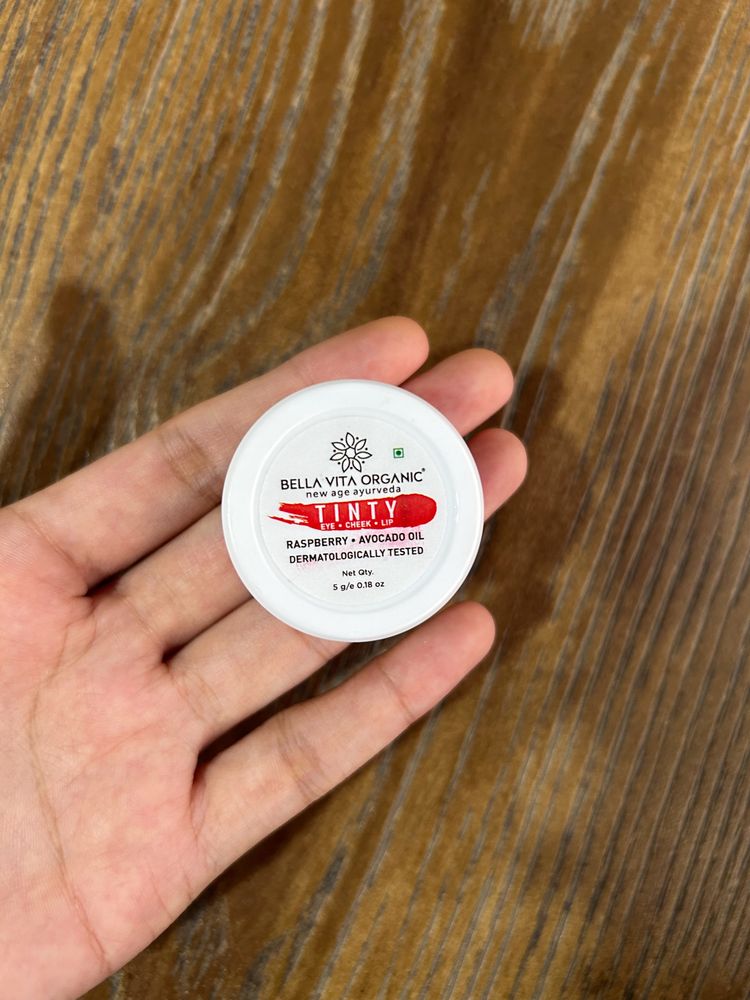 BELLA VITA ORGANIC®
new age ayurveda
TINTY
EYE • CHEEK • LIP
RASPBERRY • AVOCADO OIL
DERMATOLOGICALLY TESTED
Net Qty.
5 g/e 0.18 oz